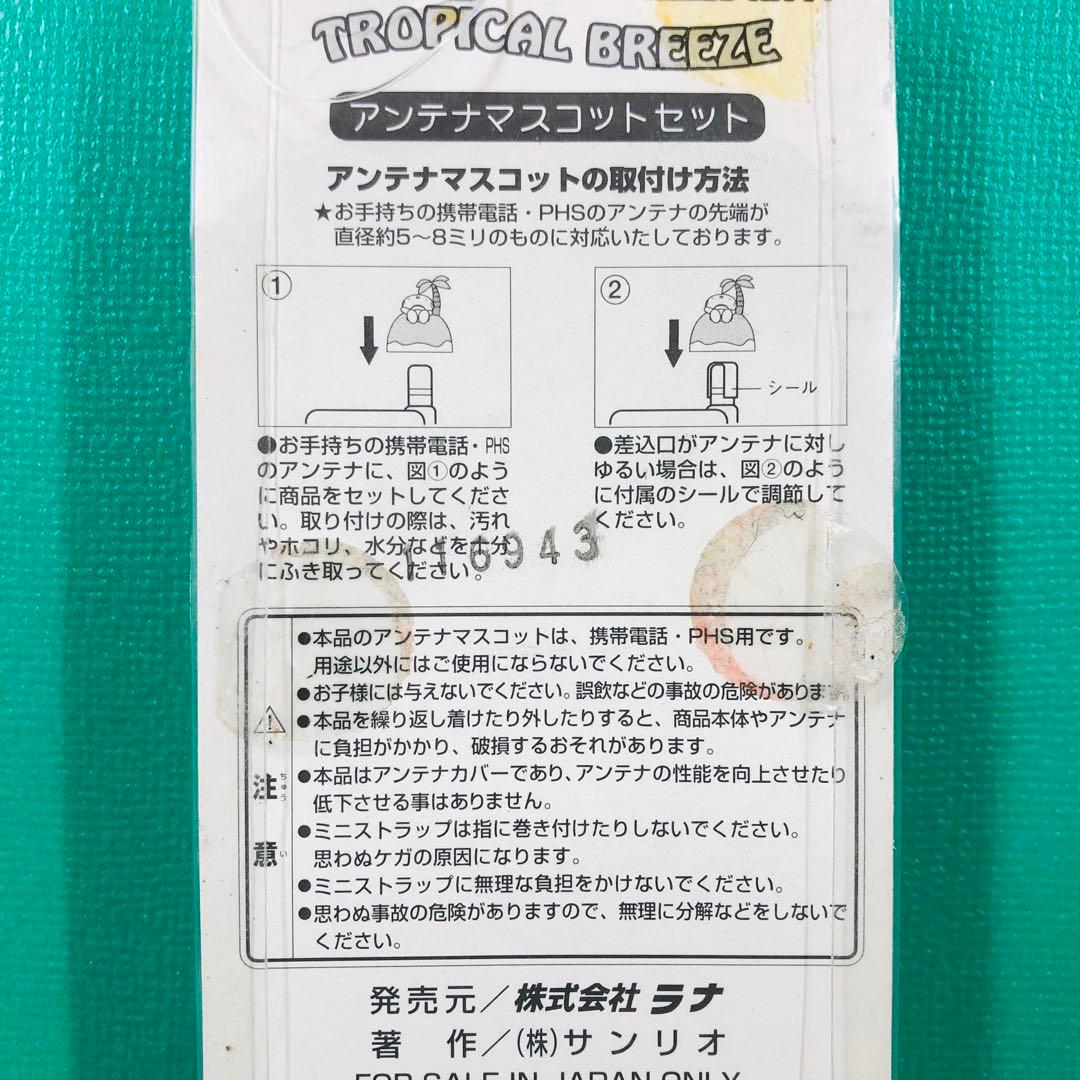 TROPICAL BREEZE
アンテナマスコットセット
アンテナマスコットの取付け方法
★お手持ちの携帯電話・PHSのアンテナの先端が
直径約5〜8ミリのものに対応いたしております。
①
●お手持ちの携帯電話・PHS
のアンテナに、図①のよう
に商品をセットしてくださ
い。取り付けの際は、汚れ
やホコリ、水分などを十分
にふき取ってください。
②
シール
●差込口がアンテナに対し
ゆるい場合は、図②のよう
に付属のシールで調節して
ください。
116943
注意
ちゅうい
●本品のアンテナマスコットは、携帯電話・PHS用です。
用途以外にはご使用にならないでください。
●お子様には与えないでください。誤飲などの事故の危険があります。
●本品を繰り返し着けたり外したりすると、商品本体やアンテナ
に負担がかかり、破損するおそれがあります。
●本品はアンテナカバーであり、アンテナの性能を向上させたり
低下させる事はありません。
●ミニストラップは指に巻き付けたりしないでください。
思わぬケガの原因になります。
●ミニストラップに無理な負担をかけないでください。
●思わぬ事故の危険がありますので、無理に分解などをしないで
ください。
発売元／株式会社 ラナ
著 作／(株)サンリオ
FOR SALE IN JAPAN ONLY